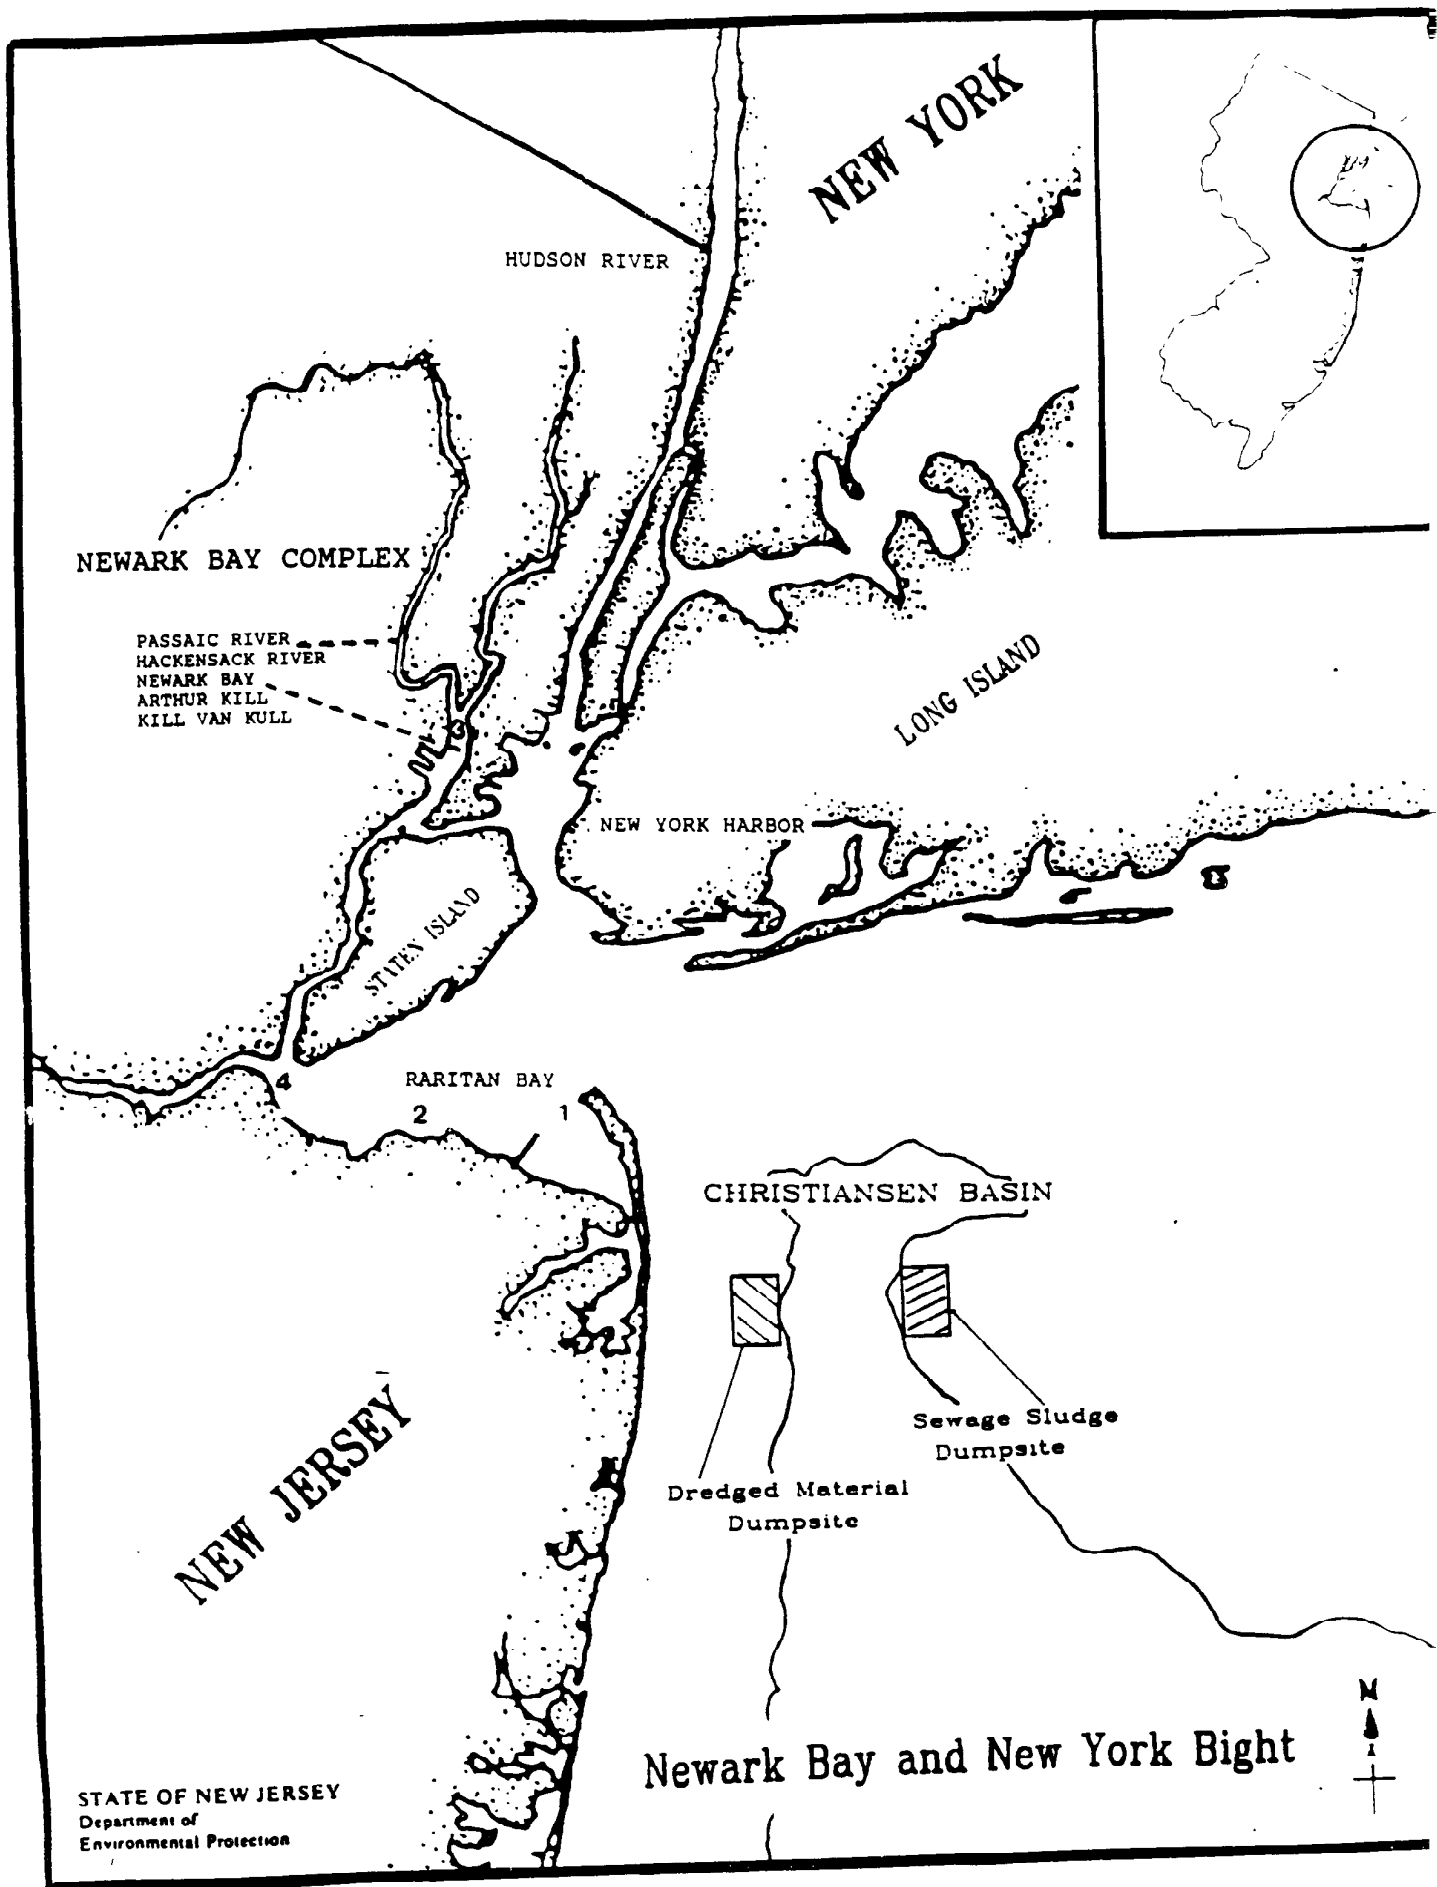 NEW YORK
HUDSON RIVER
NEWARK BAY COMPLEX
PASSAIC RIVER
HACKENSACK RIVER
NEWARK BAY
ARTHUR KILL
KILL VAN KULL
3
LONG ISLAND
NEW YORK HARBOR
STATEN ISLAND
4
RARITAN BAY
2
1
CHRISTIANSEN BASIN
Sewage Sludge
Dumpsite
Dredged Material
Dumpsite
NEW JERSEY
N
Newark Bay and New York Bight
STATE OF NEW JERSEY
Department of
Environmental Protection